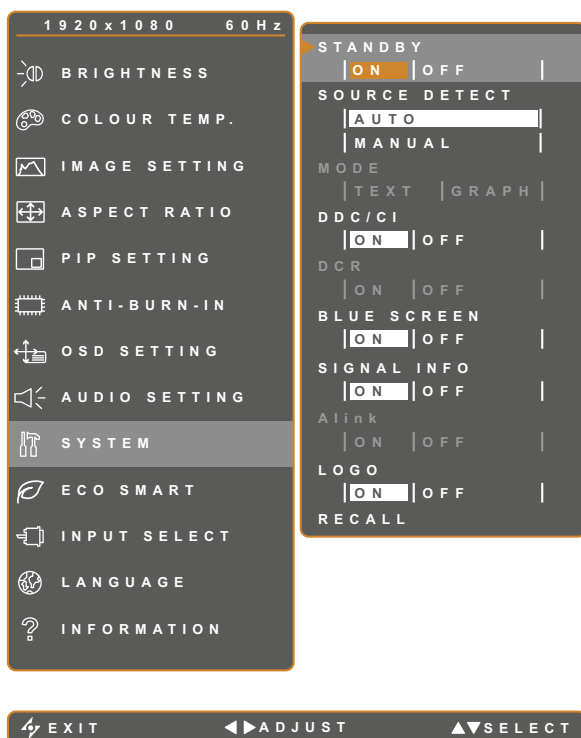 1920x1080 60Hz
BRIGHTNESS
COLOUR TEMP.
IMAGE SETTING
ASPECT RATIO
PIP SETTING
ANTI-BURN-IN
OSD SETTING
AUDIO SETTING
SYSTEM
ECO SMART
INPUT SELECT
LANGUAGE
INFORMATION
STANDBY
ON OFF
SOURCE DETECT
AUTO
MANUAL
MODE
TEXT GRAPH
DDC/CI
ON OFF
DCR
ON OFF
BLUE SCREEN
ON OFF
SIGNAL INFO
ON OFF
Alink
ON OFF
LOGO
ON OFF
RECALL
EXIT ADJUST SELECT